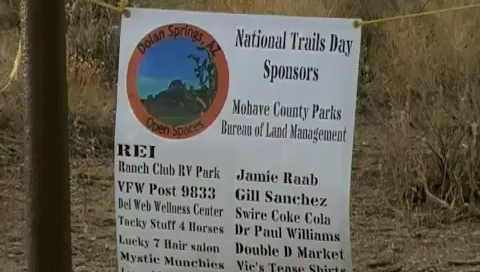 Dolan Springs, AZ
Open Spaces
National Trails Day
Sponsors
Mohave County Parks
Bureau of Land Management
REI
Ranch Club RV Park
VFW Post 9833
Del Web Wellness Center
Tacky Stuff 4 Horses
Lucky 7 Hair salon
Mystic Munchies
Jamie Raab
Gill Sanchez
Swire Coke Cola
Dr Paul Williams
Double D Market
Vic's Tense Shirts